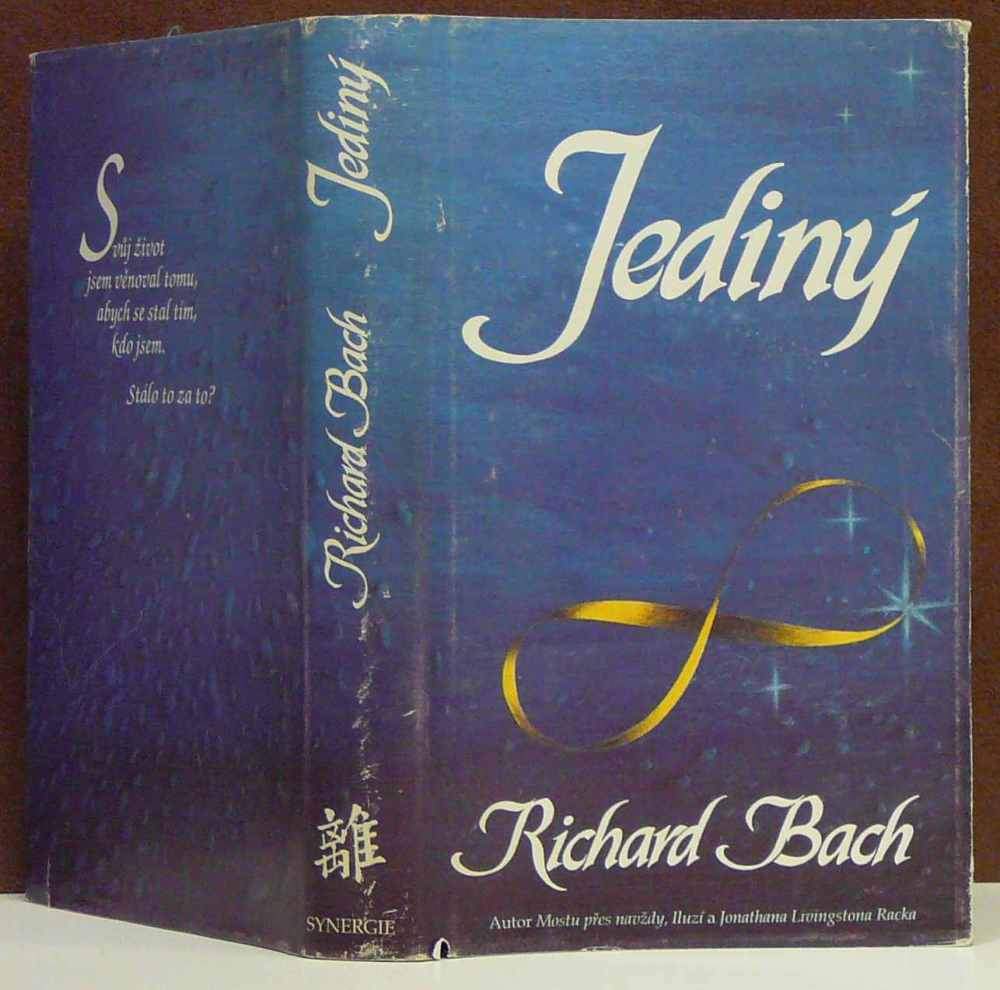 Svůj život
jsem věnoval tomu,
abych se stal tím,
kdo jsem.
Stálo to za to?
Richard Bach - Jediný
離
SYNERGIE
Jediný
Richard Bach
Autor Mostu přes navždy, Iluzí a Jonathana Livingstona Racka